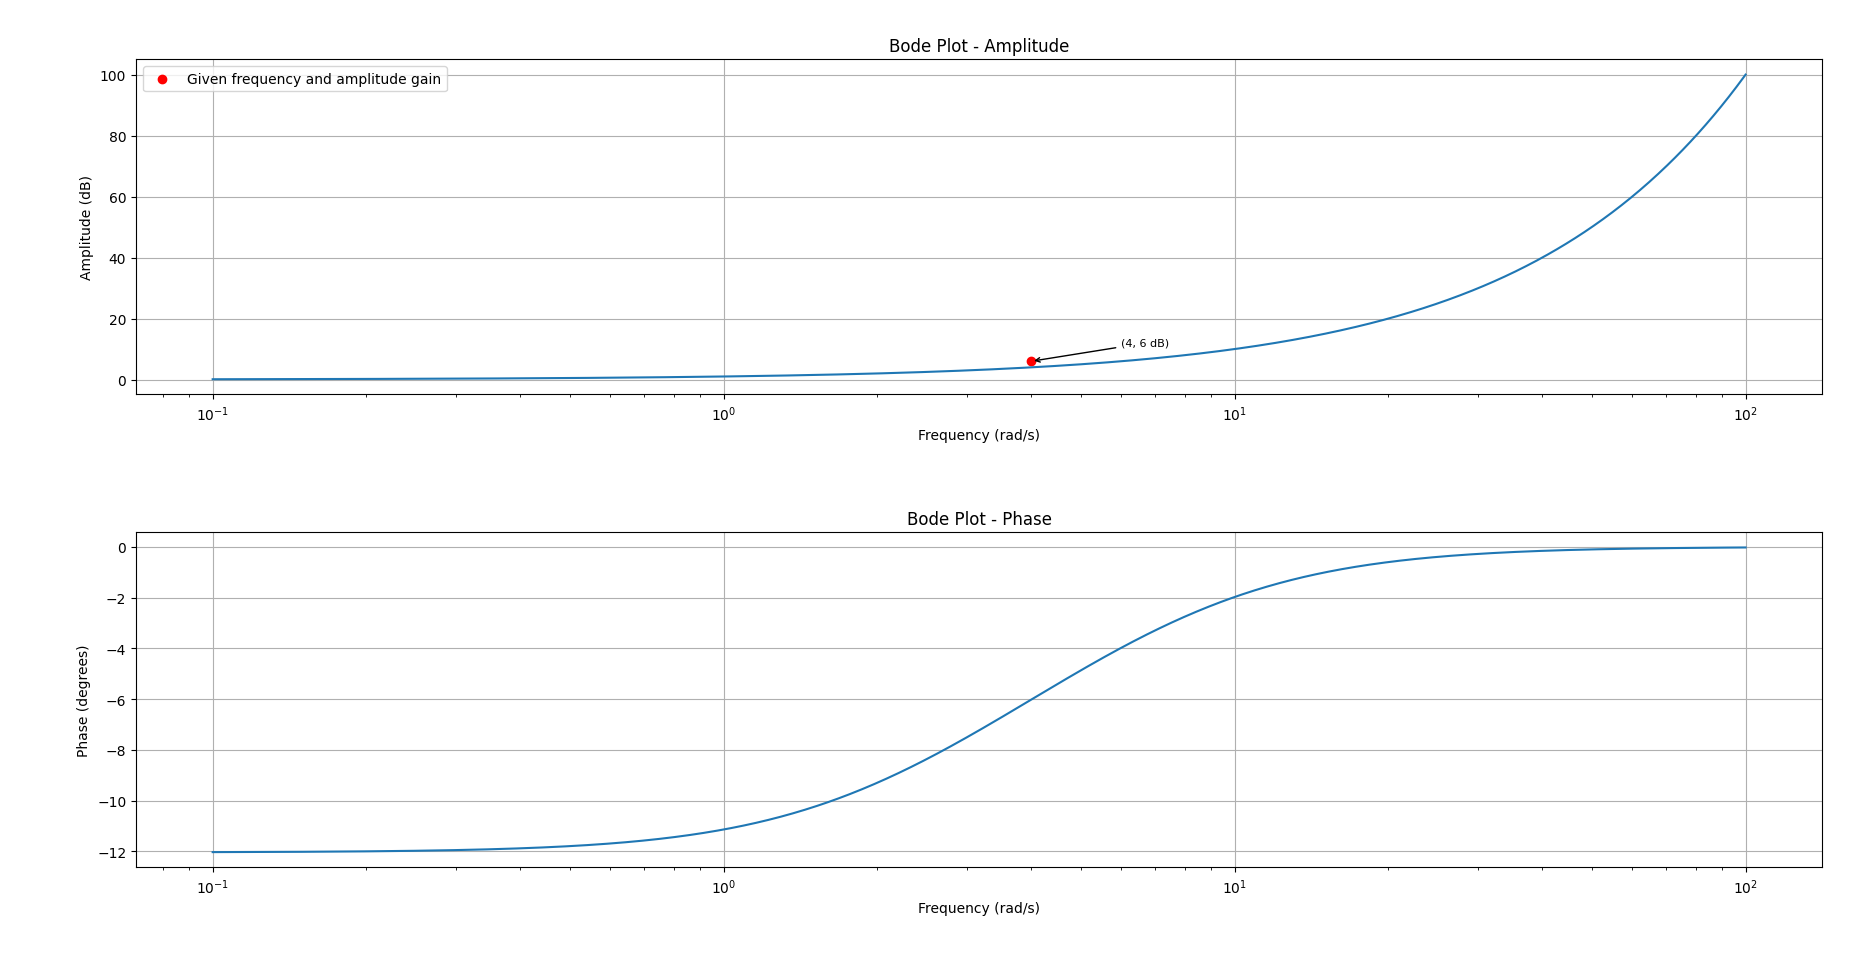 Bode Plot - Amplitude
Given frequency and amplitude gain
100
80
60
40
20
0
Amplitude (dB)
(4, 6 dB)
10⁻¹ 10⁰ 10¹ 10²
Frequency (rad/s)
Bode Plot - Phase
0
−2
−4
−6
−8
−10
−12
Phase (degrees)
10⁻¹ 10⁰ 10¹ 10²
Frequency (rad/s)